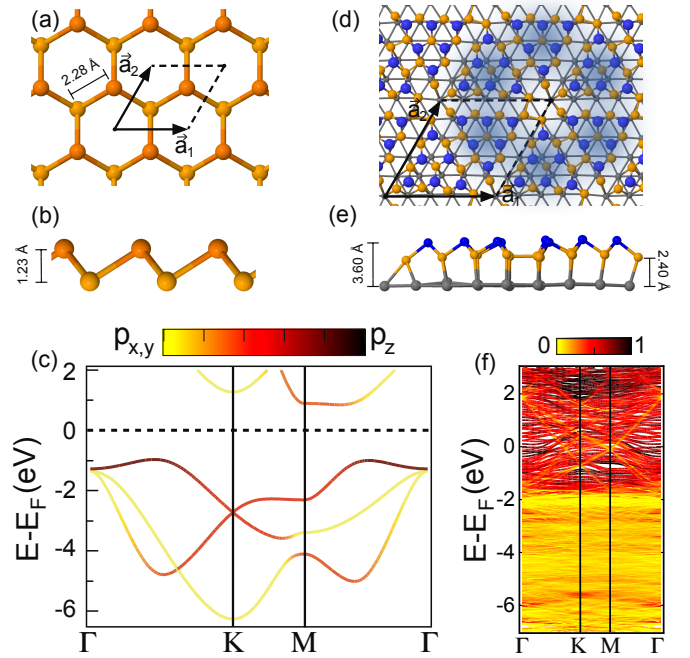 (a)
2.28 Å
a⃗2
a⃗1
(b)
1.23 Å
(d)
a⃗2
a⃗
(e)
3.60 Å
2.40 Å
px,y
pz
(c)
2
0
-2
-4
-6
E-EF (eV)
Γ
K
M
Γ
0
1
(f)
2
0
-2
-4
-6
E-EF (eV)
Γ
K
M
Γ